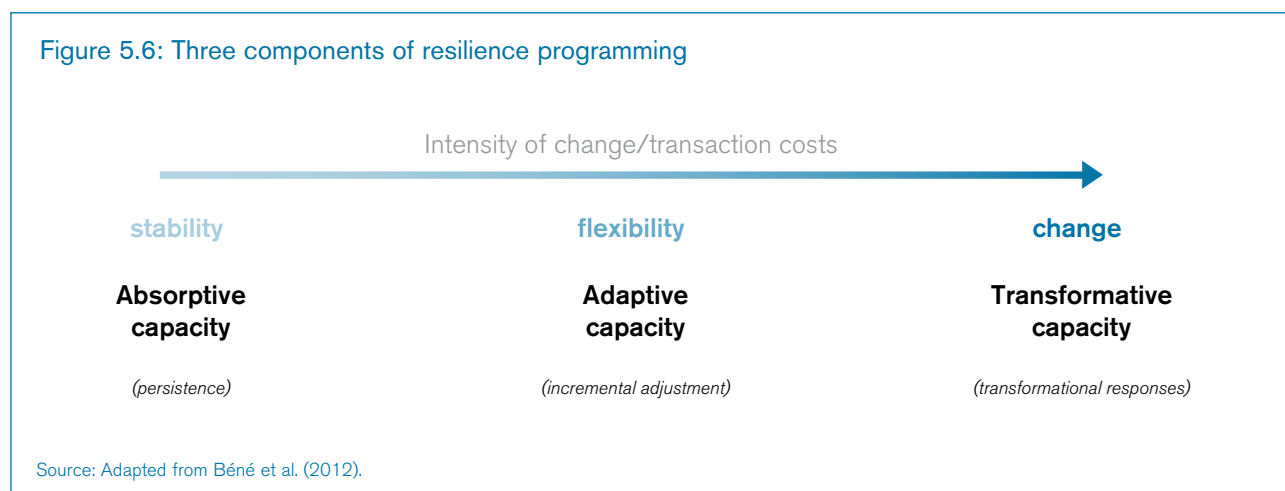 Figure 5.6: Three components of resilience programming
Intensity of change/transaction costs
stability
flexibility
change
Absorptive
capacity
Adaptive
capacity
Transformative
capacity
(persistence)
(incremental adjustment)
(transformational responses)
Source: Adapted from Béné et al. (2012).